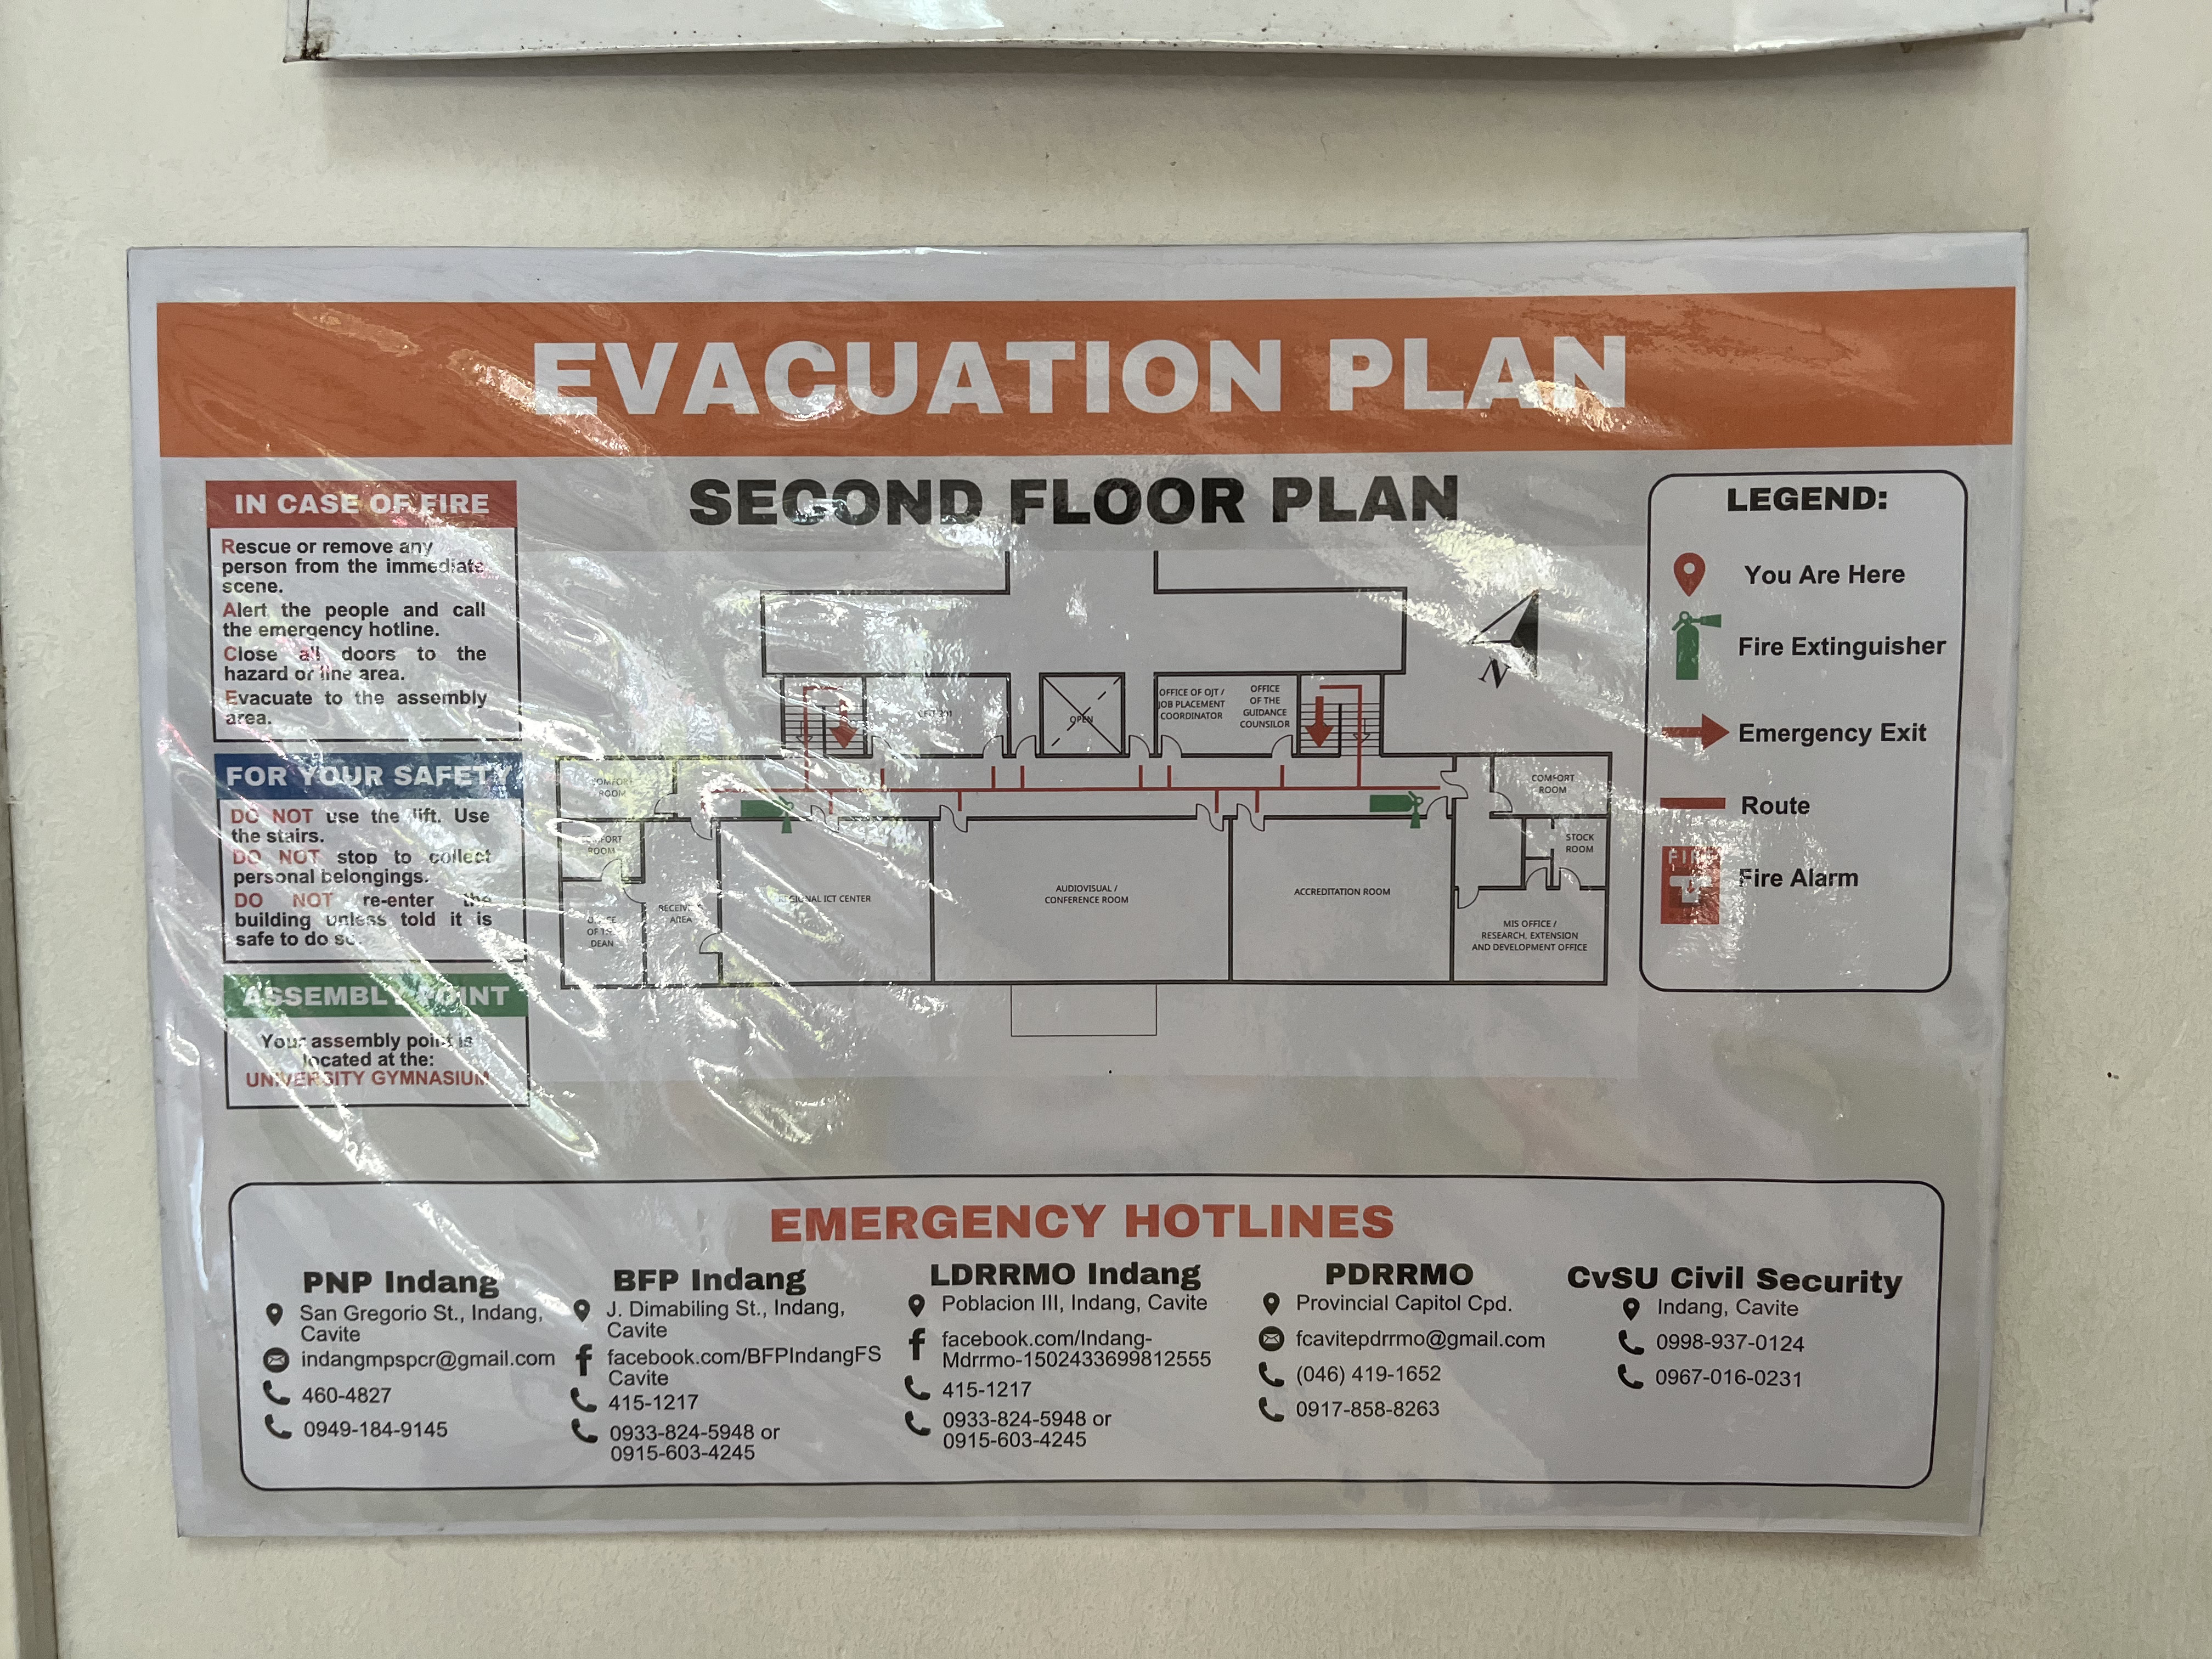 EVACUATION PLAN
SECOND FLOOR PLAN
IN CASE OF FIRE
Rescue or remove any
person from the immediate
scene.
Alert the people and call
the emergency hotline.
Close all doors to the
hazard or line area.
Evacuate to the assembly
area.
FOR YOUR SAFETY
DO NOT use the lift. Use
the stairs.
DO NOT stop to collect
personal belongings.
DO NOT re-enter the
building unless told it is
safe to do so.
ASSEMBLY POINT
Your assembly point is
located at the:
UNIVERSITY GYMNASIUM
N
OPEN
OFFICE OF OJT /
JOB PLACEMENT
COORDINATOR
OFFICE
OF THE
GUIDANCE
COUNSILOR
COMFORT
ROOM
COMFORT
ROOM
COMFORT
ROOM
STOCK
ROOM
OFFICE
OF THE
DEAN
RECEIVING
AREA
REGIONAL ICT CENTER
AUDIOVISUAL /
CONFERENCE ROOM
ACCREDITATION ROOM
MIS OFFICE /
RESEARCH, EXTENSION
AND DEVELOPMENT OFFICE
LEGEND:
You Are Here
Fire Extinguisher
Emergency Exit
Route
FIRE
Fire Alarm
EMERGENCY HOTLINES
PNP Indang
San Gregorio St., Indang,
Cavite
indangmpspcr@gmail.com
460-4827
0949-184-9145
BFP Indang
J. Dimabiling St., Indang,
Cavite
facebook.com/BFPIndangFS
Cavite
415-1217
0933-824-5948 or
0915-603-4245
LDRRMO Indang
Poblacion III, Indang, Cavite
facebook.com/Indang-
Mdrrmo-1502433699812555
415-1217
0933-824-5948 or
0915-603-4245
PDRRMO
Provincial Capitol Cpd.
fcavitepdrrmo@gmail.com
(046) 419-1652
0917-858-8263
CvSU Civil Security
Indang, Cavite
0998-937-0124
0967-016-0231